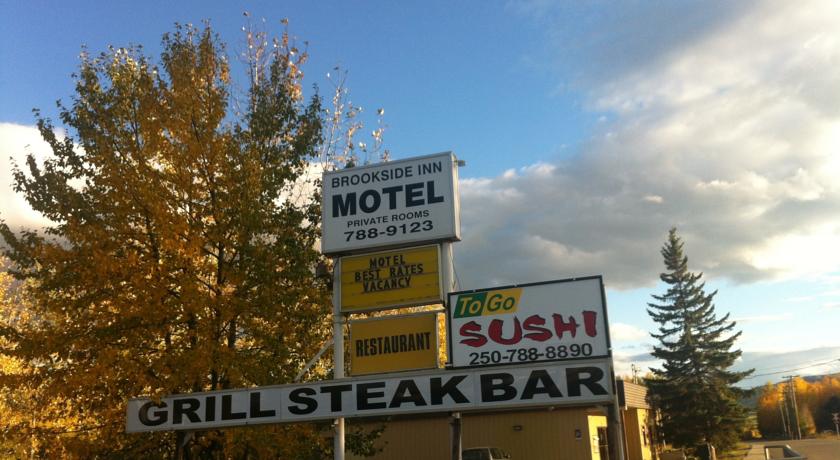 BROOKSIDE INN
MOTEL
PRIVATE ROOMS
788-9123
MOTEL
BEST RATES
VACANCY
RESTAURANT
To Go
SUSHI
250-788-8890
GRILL STEAK BAR